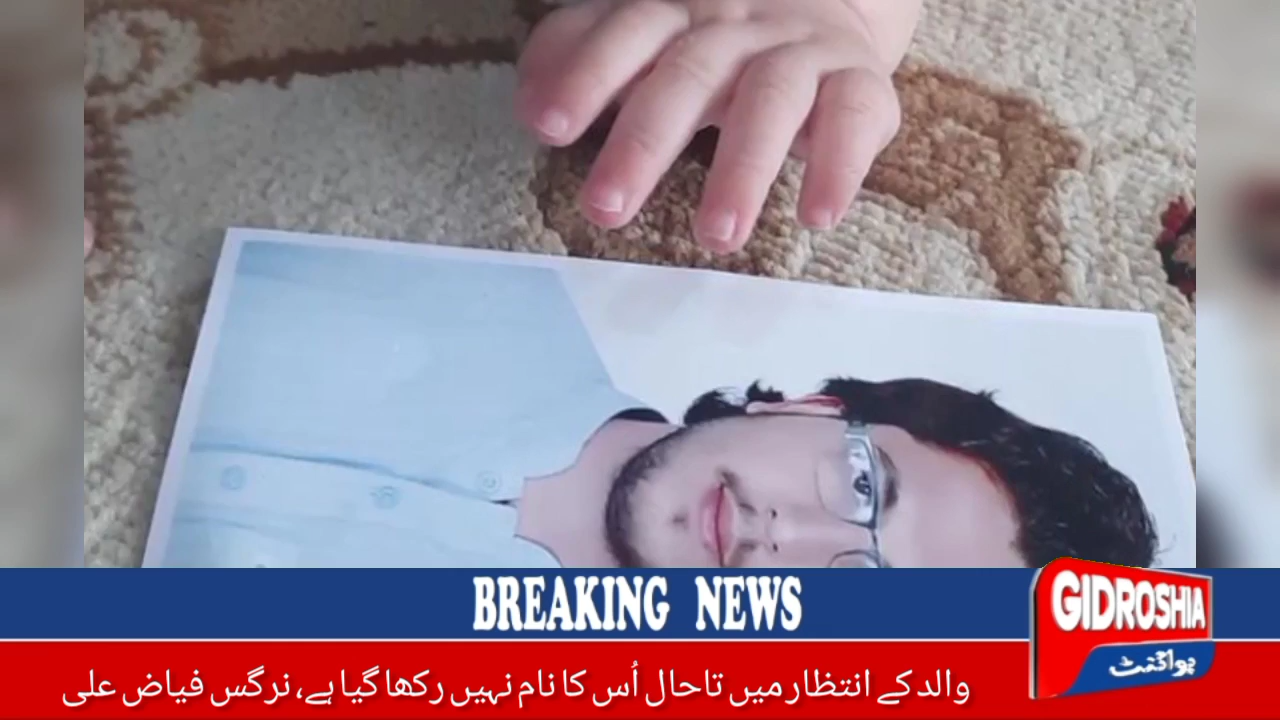 BREAKING NEWS
GIDROSHIA
پوائنٹ
والد کے انتظار میں تاحال اُس کا نام نہیں رکھا گیا ہے، نرگس فیاض علی